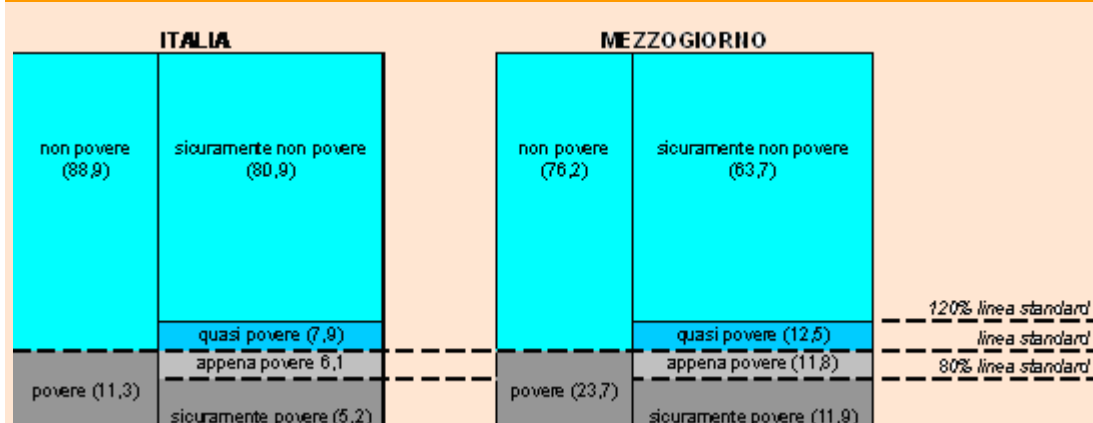 ITALIA
non povere
(88,9)
sicuramente non povere
(80,9)
quasi povere (7,9)
appena povere 6,1
povere (11,3)
sicuramente povere (5,2)
MEZZOGIORNO
non povere
(76,2)
sicuramente non povere
(63,7)
quasi povere (12,5)
appena povere (11,8)
povere (23,7)
sicuramente povere (11,9)
120% linea standard
linea standard
80% linea standard